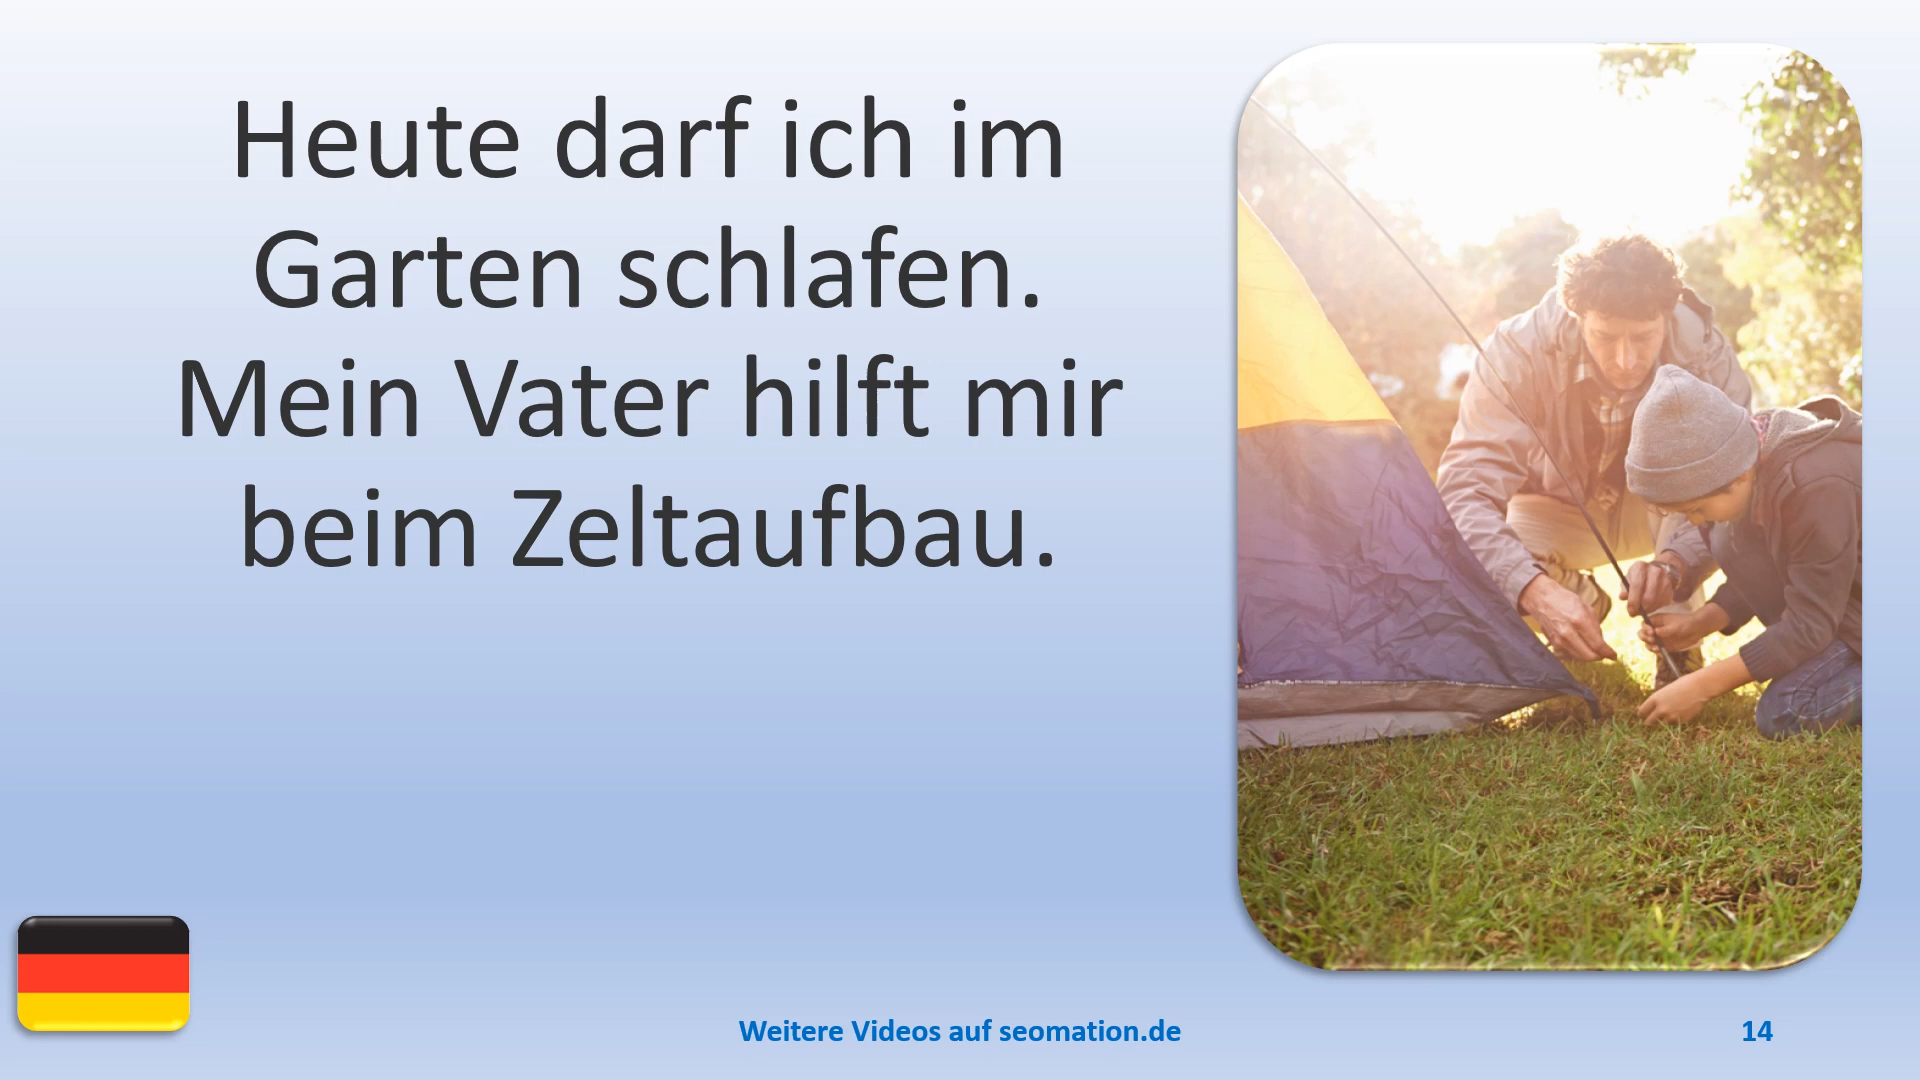 Heute darf ich im
Garten schlafen.
Mein Vater hilft mir
beim Zeltaufbau.
Weitere Videos auf seomation.de
14